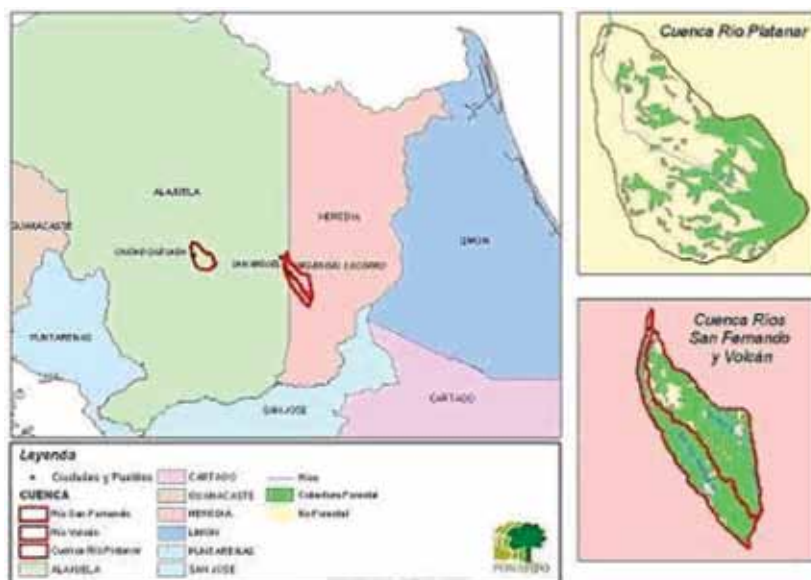 Cuenca Río Platanar
ALAJUELA
HEREDIA
GUANACASTE
LIMON
CIUDAD QUESADA
SAN MIGUEL
PUNTARENAS
SAN JOSE
CARTAGO
Cuenca Ríos
San Fernando
y Volcán
Leyenda
Ciudades y Pueblos
CUENCA
Río San Fernando
Río Volcán
Cuenca Río Platanar
ALAJUELA
CARTAGO
GUANACASTE
HEREDIA
LIMON
PUNTARENAS
SAN JOSE
Ríos
Cobertura Forestal
No Forestal